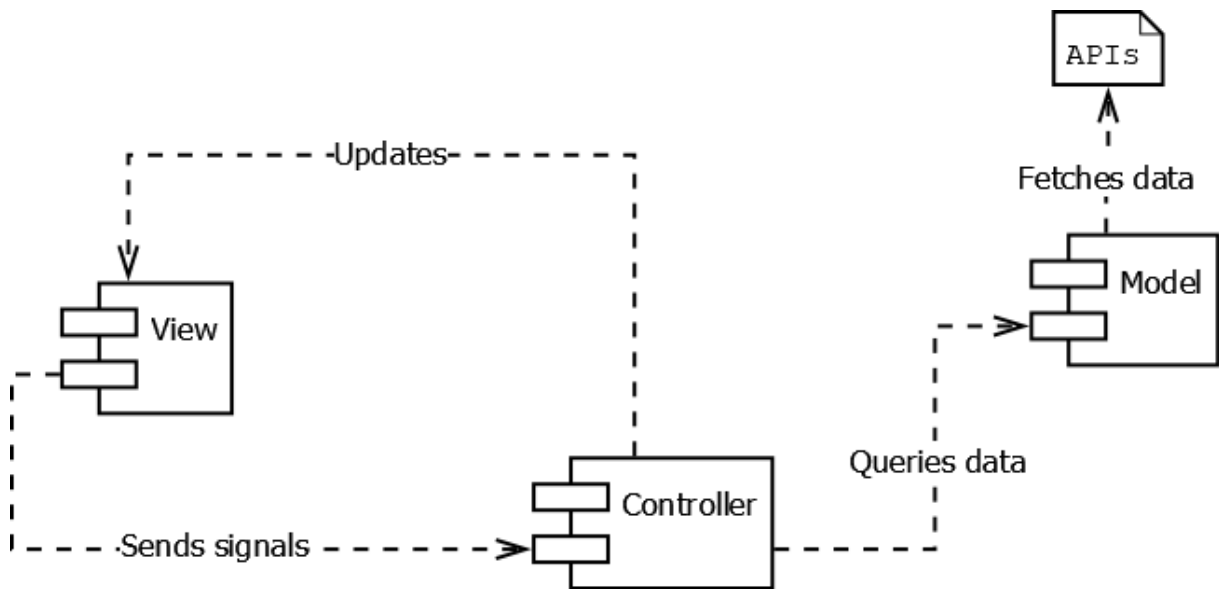 APIs
Updates
Fetches data
Model
View
Queries data
Controller
Sends signals